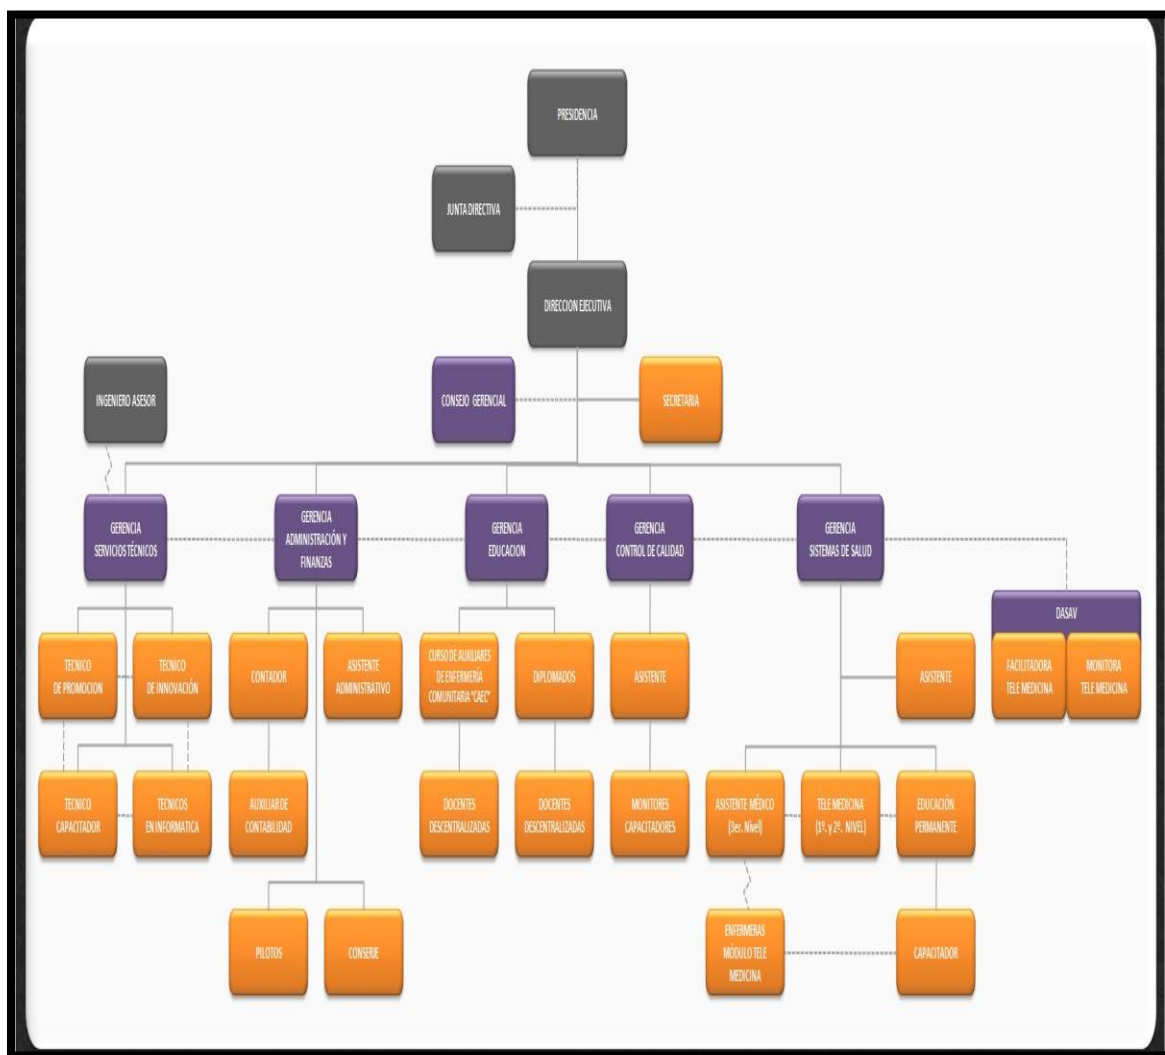 PRESIDENCIA
JUNTA DIRECTIVA
DIRECCION EJECUTIVA
INGENIERO ASESOR
CONSEJO GERENCIAL
SECRETARIA
GERENCIA
SERVICIOS TÉCNICOS
GERENCIA
ADMINISTRACIÓN Y
FINANZAS
GERENCIA
EDUCACION
GERENCIA
CONTROL DE CALIDAD
GERENCIA
SISTEMAS DE SALUD
DASAV
TECNICO
DE PROMOCION
TÉCNICO
DE INNOVACIÓN
CONTADOR
ASISTENTE
ADMINISTRATIVO
CURSO DE AUXILIARES
DE ENFERMERÍA
COMUNITARIA "CAEC"
DIPLOMADOS
ASISTENTE
ASISTENTE
FACILITADORA
TELE MEDICINA
MONITORA
TELE MEDICINA
TECNICO
CAPACITADOR
TECNICOS
EN INFORMATICA
AUXILIAR DE
CONTABILIDAD
DOCENTES
DESCENTRALIZADAS
DOCENTES
DESCENTRALIZADAS
MONITORES
CAPACITADORES
ASISTENTE MÉDICO
(3er. Nível)
TELE MEDICINA
(1º. y 2º. NIVEL)
EDUCACIÓN
PERMANENTE
PILOTOS
CONSERJE
ENFERMERAS
MÓDULO TELE
MEDICINA
CAPACITADOR